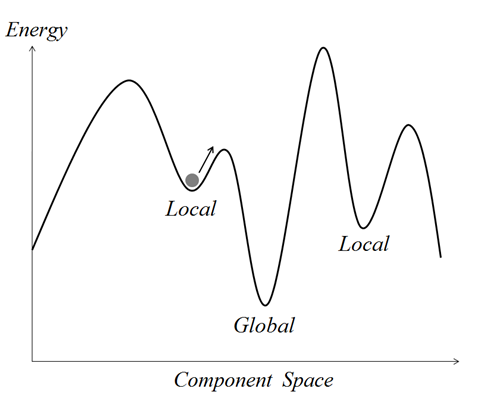 Energy
Local
Local
Global
Component Space